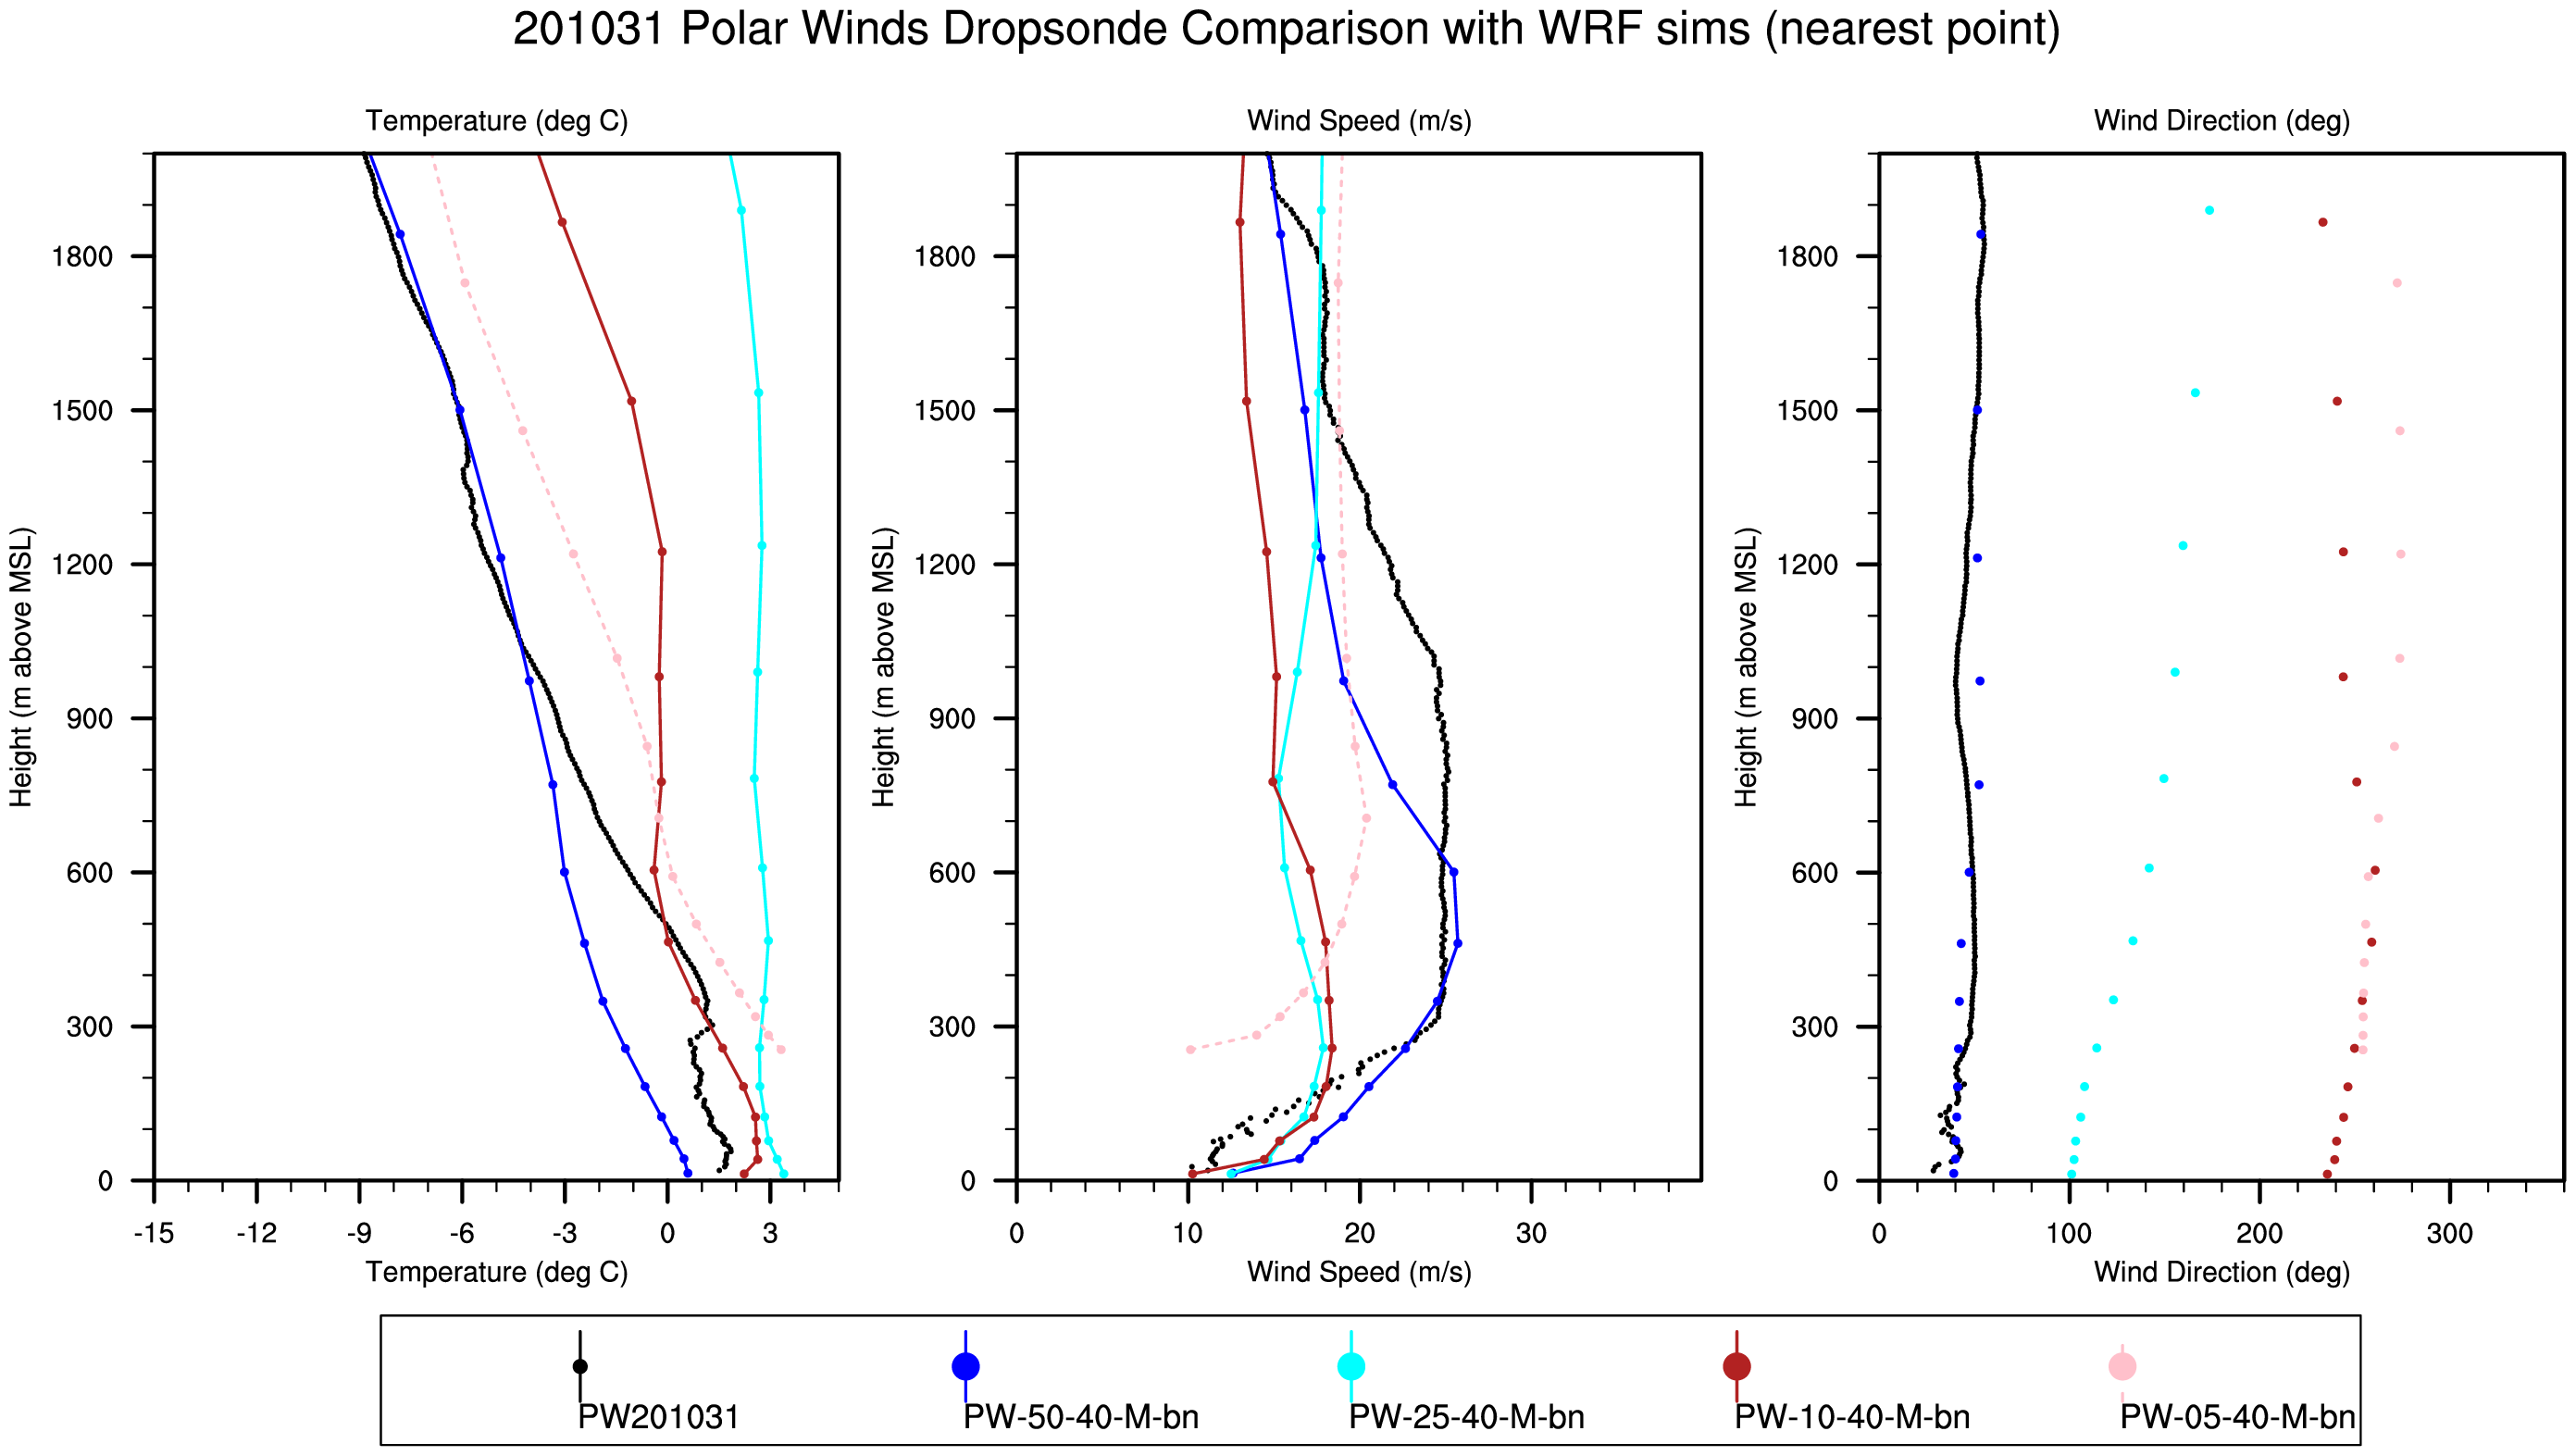 201031 Polar Winds Dropsonde Comparison with WRF sims (nearest point)
Temperature (deg C)
Wind Speed (m/s)
Wind Direction (deg)
Height (m above MSL)
1800
1500
1200
900
600
300
0
-15 -12 -9 -6 -3 0 3
Temperature (deg C)
Height (m above MSL)
1800
1500
1200
900
600
300
0
0 10 20 30
Wind Speed (m/s)
Height (m above MSL)
1800
1500
1200
900
600
300
0
0 100 200 300
Wind Direction (deg)
PW201031
PW-50-40-M-bn
PW-25-40-M-bn
PW-10-40-M-bn
PW-05-40-M-bn